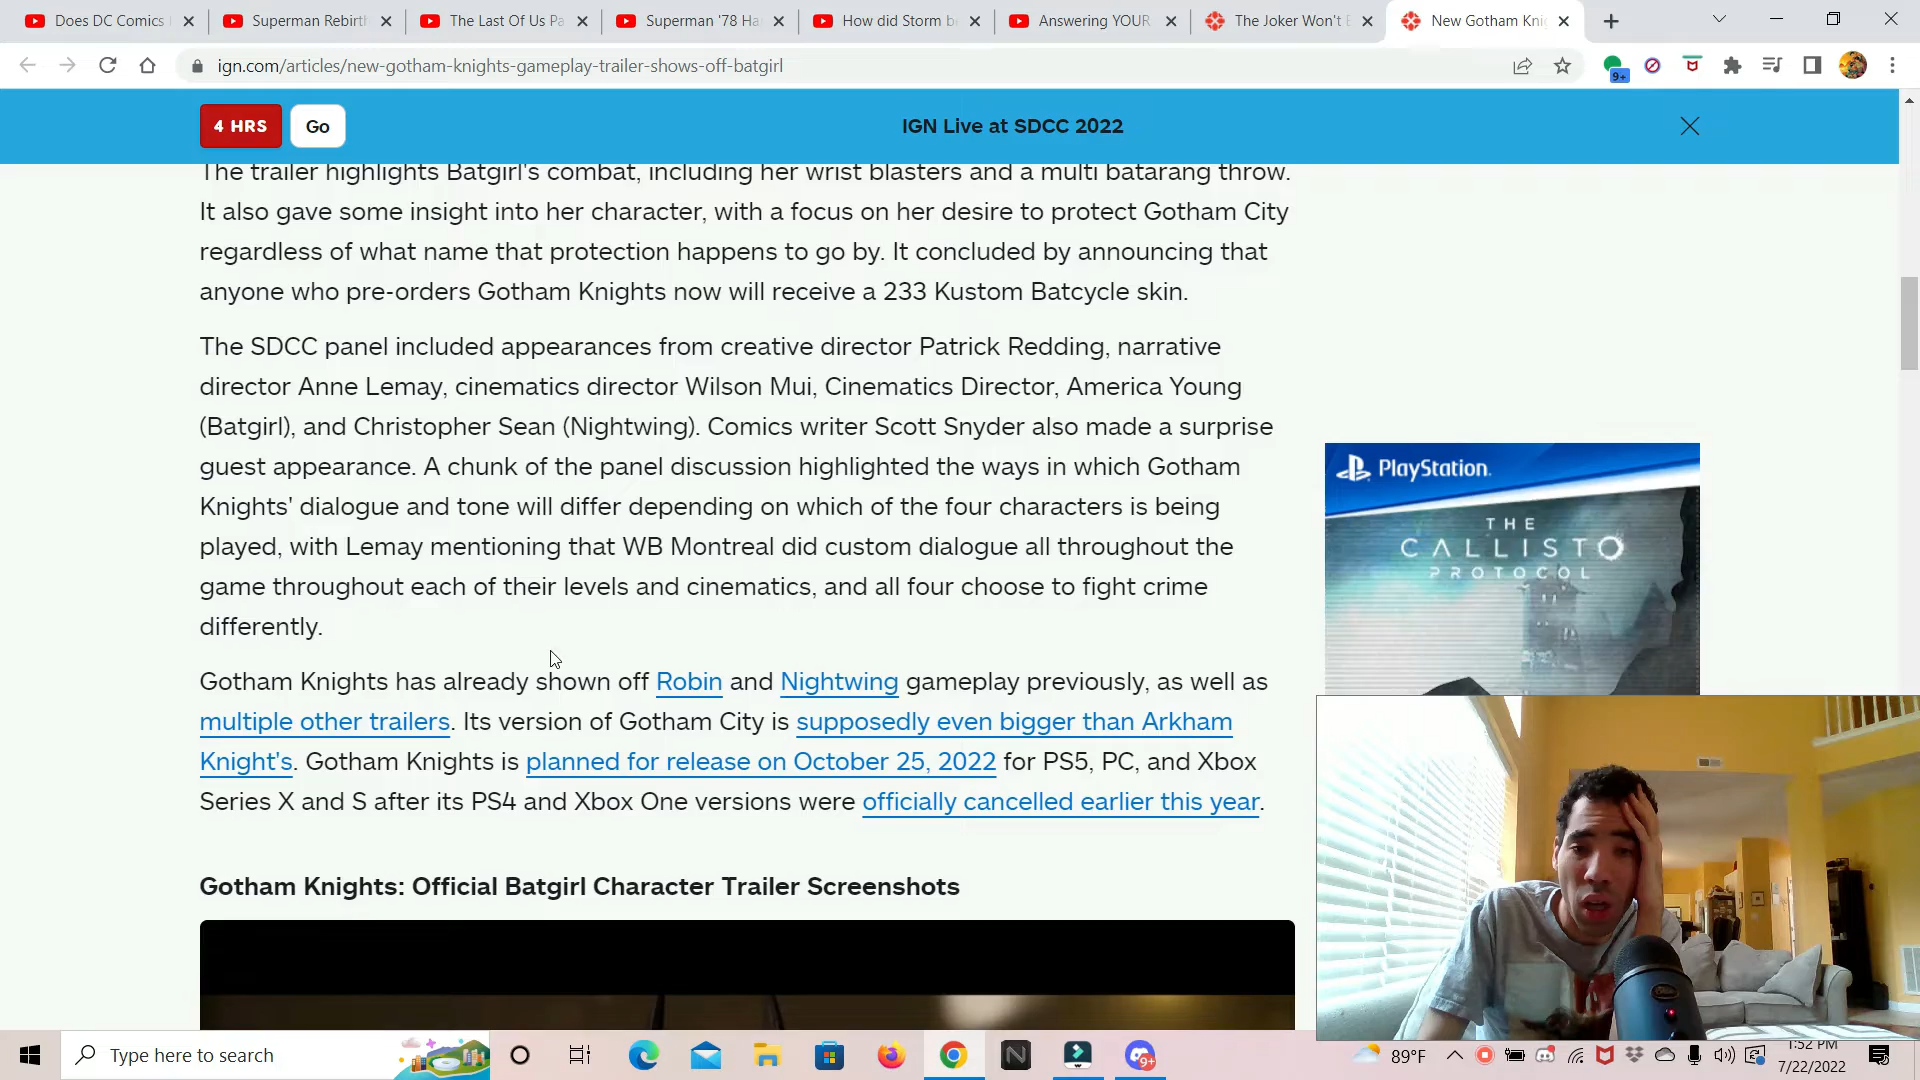 Does DC Comics
Superman Rebirth
The Last Of Us Pa
Superman '78 Ha
How did Storm b
Answering YOUR
The Joker Won't
New Gotham Kni
ign.com/articles/new-gotham-knights-gameplay-trailer-shows-off-batgirl
9+
4 HRS
Go
IGN Live at SDCC 2022
The trailer highlights Batgirl's combat, including her wrist blasters and a multi batarang throw.
It also gave some insight into her character, with a focus on her desire to protect Gotham City
regardless of what name that protection happens to go by. It concluded by announcing that
anyone who pre-orders Gotham Knights now will receive a 233 Kustom Batcycle skin.
The SDCC panel included appearances from creative director Patrick Redding, narrative
director Anne Lemay, cinematics director Wilson Mui, Cinematics Director, America Young
(Batgirl), and Christopher Sean (Nightwing). Comics writer Scott Snyder also made a surprise
guest appearance. A chunk of the panel discussion highlighted the ways in which Gotham
Knights' dialogue and tone will differ depending on which of the four characters is being
played, with Lemay mentioning that WB Montreal did custom dialogue all throughout the
game throughout each of their levels and cinematics, and all four choose to fight crime
differently.
Gotham Knights has already shown off Robin and Nightwing gameplay previously, as well as
multiple other trailers. Its version of Gotham City is supposedly even bigger than Arkham
Knight's. Gotham Knights is planned for release on October 25, 2022 for PS5, PC, and Xbox
Series X and S after its PS4 and Xbox One versions were officially cancelled earlier this year.
Gotham Knights: Official Batgirl Character Trailer Screenshots
PlayStation.
THE
CALLISTO
PROTOCOL
Type here to search
9+
89°F
1:52 PM
7/22/2022